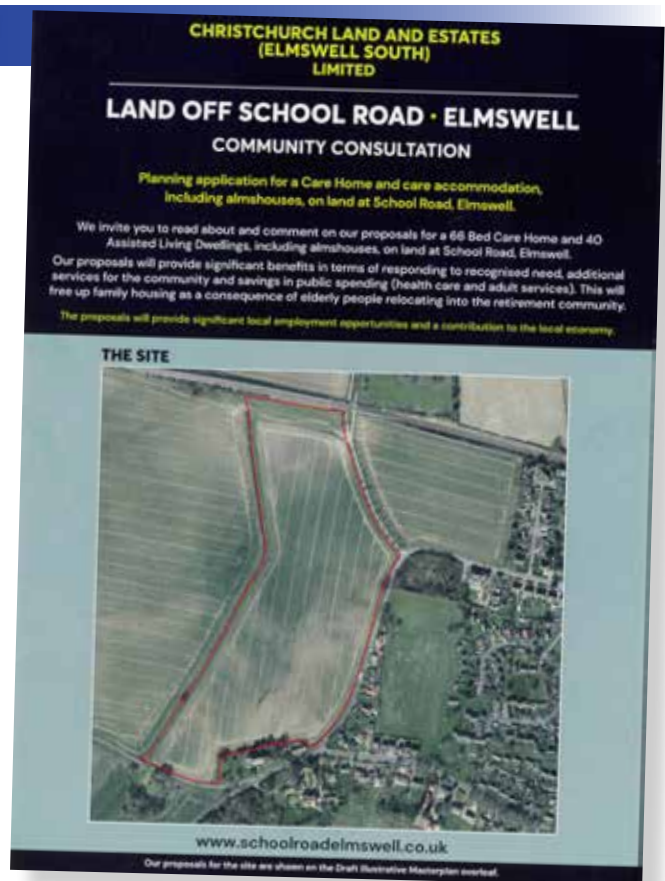 CHRISTCHURCH LAND AND ESTATES
(ELMSWELL SOUTH)
LIMITED
LAND OFF SCHOOL ROAD · ELMSWELL
COMMUNITY CONSULTATION
Planning application for a Care Home and care accommodation,
including almshouses, on land at School Road, Elmswell.
We invite you to read about and comment on our proposals for a 66 Bed Care Home and 40
Assisted Living Dwellings, including almshouses, on land at School Road, Elmswell.
Our proposals will provide significant benefits in terms of responding to recognised need, additional
services for the community and savings in public spending (health care and adult services). This will
free up family housing as a consequence of elderly people relocating into the retirement community.
The proposals will provide significant local employment opportunities and a contribution to the local economy.
THE SITE
www.schoolroadelmswell.co.uk
Our proposals for the site are shown on the Draft Illustrative Masterplan overleaf.